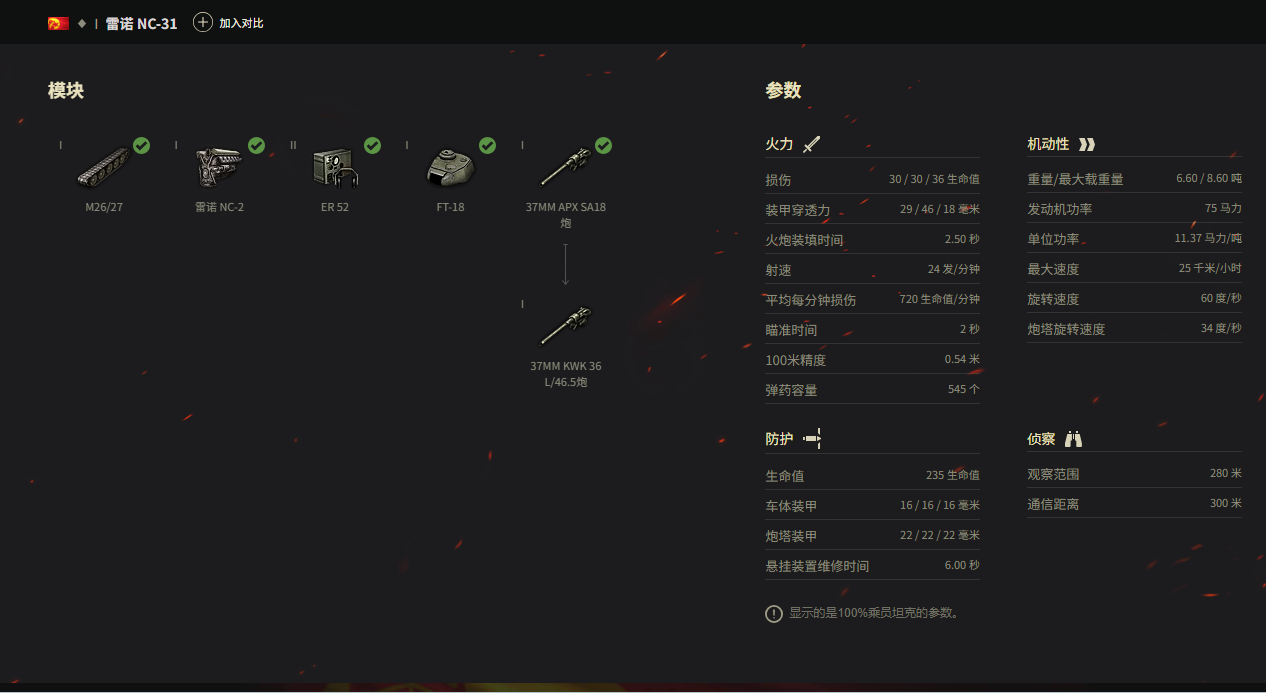 雷诺 NC-31 加入对比
模块
I
M26/27
I
雷诺 NC-2
II
ER 52
I
FT-18
I
37MM APX SA18
炮
I
37MM KWK 36
L/46.5炮
参数
火力
损伤 30 / 30 / 36 生命值
装甲穿透力 29 / 46 / 18 毫米
火炮装填时间 2.50 秒
射速 24 发/分钟
平均每分钟损伤 720 生命值/分钟
瞄准时间 2 秒
100米精度 0.54 米
弹药容量 545 个
机动性
重量/最大载重量 6.60 / 8.60 吨
发动机功率 75 马力
单位功率 11.37 马力/吨
最大速度 25 千米/小时
旋转速度 60 度/秒
炮塔旋转速度 34 度/秒
防护
生命值 235 生命值
车体装甲 16 / 16 / 16 毫米
炮塔装甲 22 / 22 / 22 毫米
悬挂装置维修时间 6.00 秒
侦察
观察范围 280 米
通信距离 300 米
显示的是100%乘员坦克的参数。